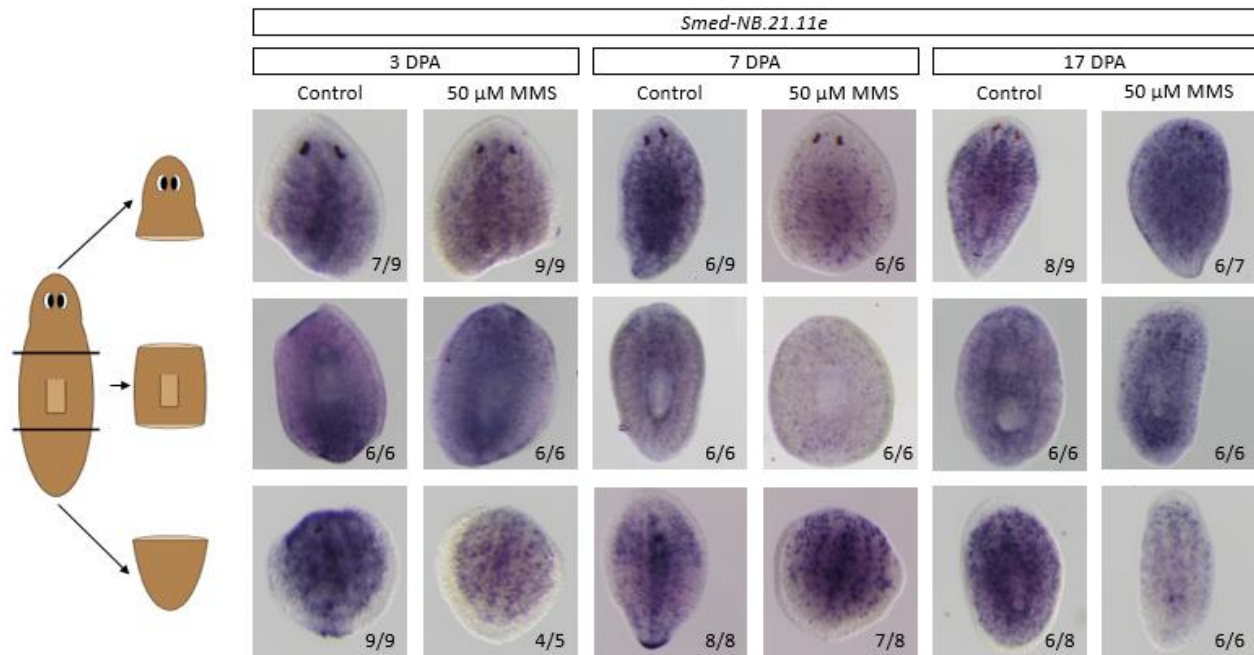 Smed-NB.21.11e
3 DPA 7 DPA 17 DPA
Control 50 µM MMS Control 50 µM MMS Control 50 µM MMS
7/9 9/9 6/9 6/6 8/9 6/7
6/6 6/6 6/6 6/6 6/6 6/6
9/9 4/5 8/8 7/8 6/8 6/6